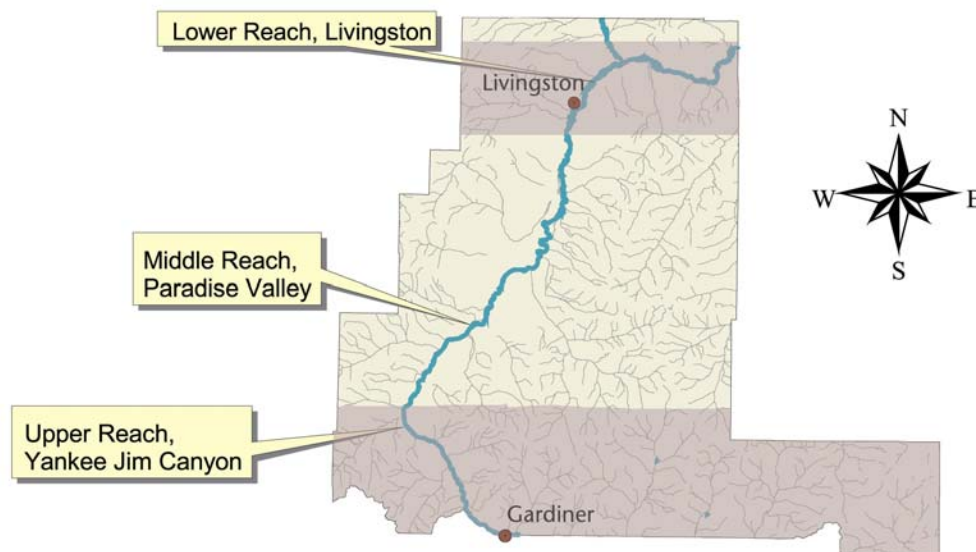 Lower Reach, Livingston
Livingston
N
W
E
S
Middle Reach,
Paradise Valley
Upper Reach,
Yankee Jim Canyon
Gardiner